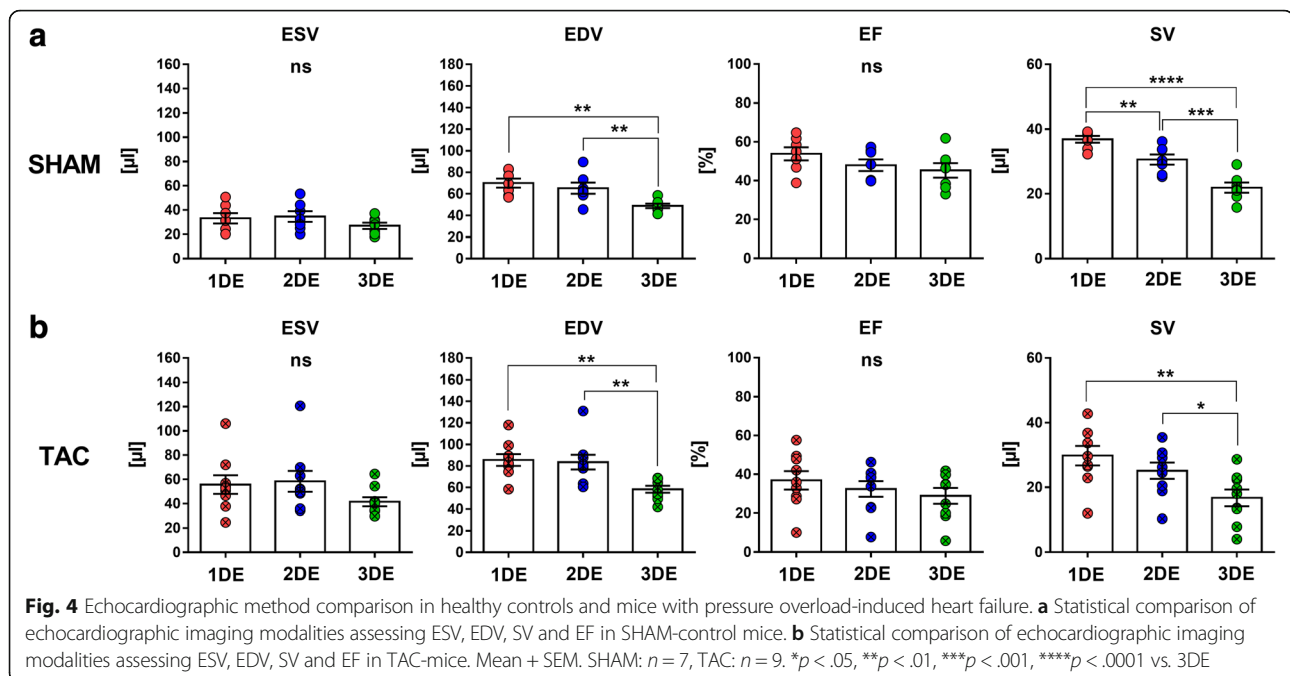 a
ESV EDV EF SV
ns ** ** ns **** ** ***
SHAM
[µl] [µl] [%] [µl]
160 180 100 60
140 160 80 40
120 140 60 20
100 120 40 0
80 100 20
60 80 0
40 60
20 40
0 20
0
1DE 2DE 3DE 1DE 2DE 3DE 1DE 2DE 3DE 1DE 2DE 3DE
b
ESV EDV EF SV
ns ** ** ns ** *
TAC
[µl] [µl] [%] [µl]
160 180 100 60
140 160 80 40
120 140 60 20
100 120 40 0
80 100 20
60 80 0
40 60
20 40
0 20
0
1DE 2DE 3DE 1DE 2DE 3DE 1DE 2DE 3DE 1DE 2DE 3DE
Fig. 4 Echocardiographic method comparison in healthy controls and mice with pressure overload-induced heart failure. a Statistical comparison of
echocardiographic imaging modalities assessing ESV, EDV, SV and EF in SHAM-control mice. b Statistical comparison of echocardiographic imaging
modalities assessing ESV, EDV, SV and EF in TAC-mice. Mean + SEM. SHAM: n = 7, TAC: n = 9. *p < .05, **p < .01, ***p < .001, ****p < .0001 vs. 3DE